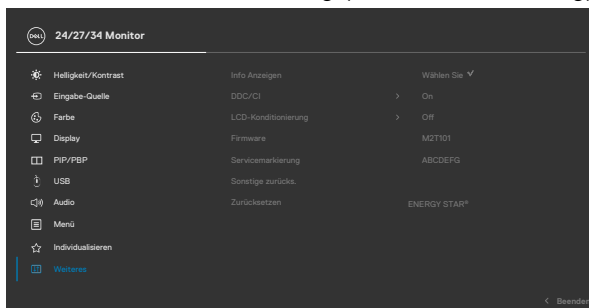 DELL 24/27/34 Monitor
Helligkeit/Kontrast Info Anzeigen Wählen Sie ✔
Eingabe-Quelle DDC/CI > On
Farbe LCD-Konditionierung > Off
Display Firmware M2T101
PIP/PBP Servicemarkierung ABCDEFG
USB Sonstige zurücks.
Audio Zurücksetzen ENERGY STAR®
Menü
Individualisieren
Weiteres
< Beenden